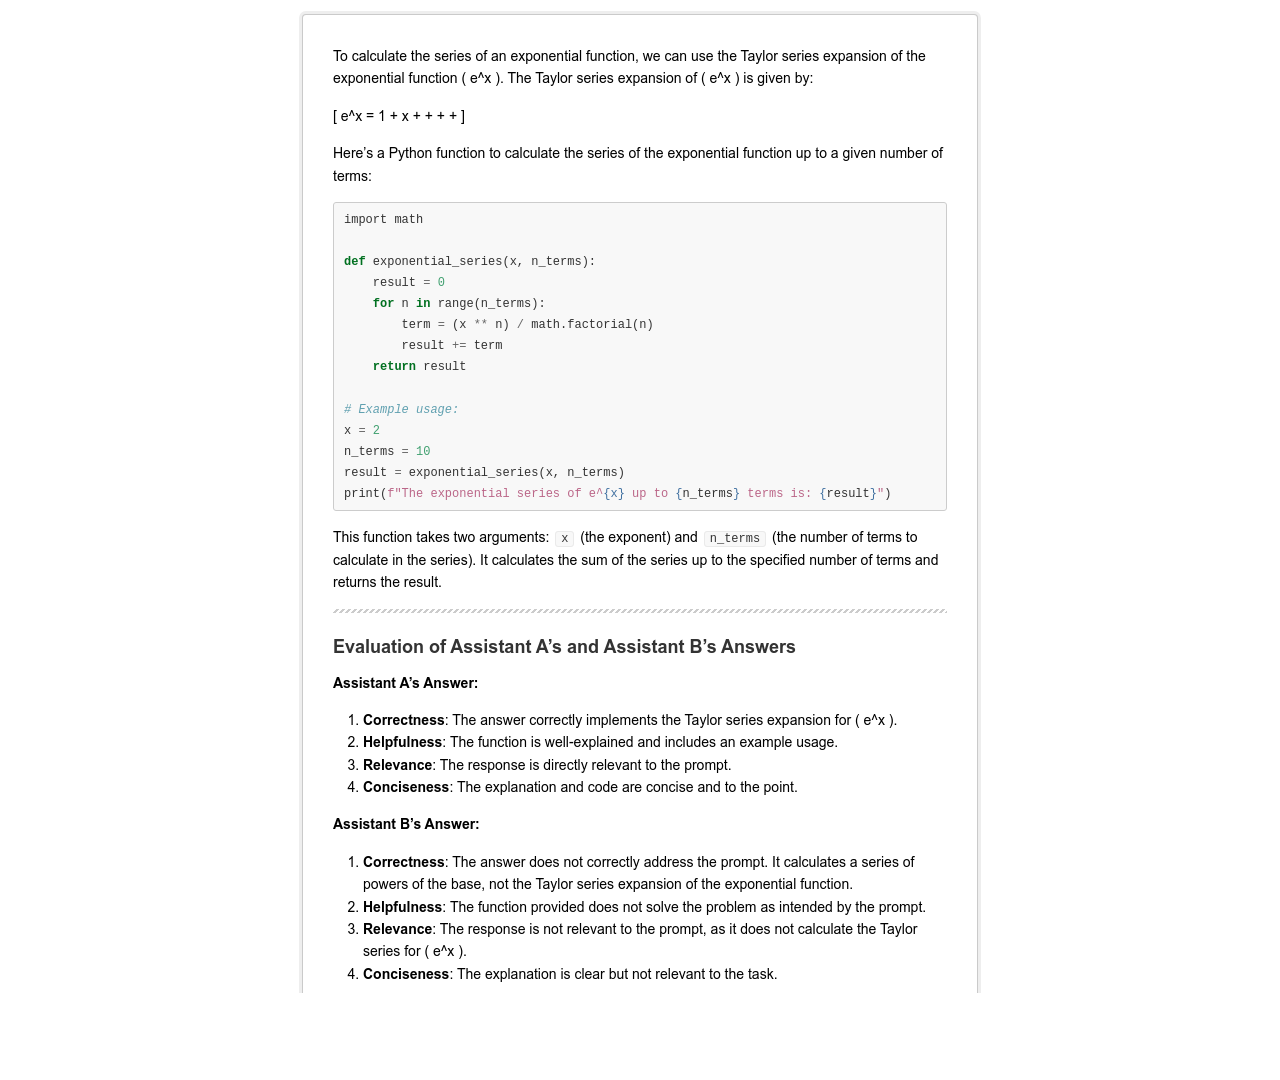 To calculate the series of an exponential function, we can use the Taylor series expansion of the
exponential function ( e^x ). The Taylor series expansion of ( e^x ) is given by:
[ e^x = 1 + x + + + + ]
Here’s a Python function to calculate the series of the exponential function up to a given number of
terms:
import math
def exponential_series(x, n_terms):
    result = 0
    for n in range(n_terms):
        term = (x ** n) / math.factorial(n)
        result += term
    return result
# Example usage:
x = 2
n_terms = 10
result = exponential_series(x, n_terms)
print(f"The exponential series of e^{x} up to {n_terms} terms is: {result}")
This function takes two arguments: x (the exponent) and n_terms (the number of terms to
calculate in the series). It calculates the sum of the series up to the specified number of terms and
returns the result.
Evaluation of Assistant A’s and Assistant B’s Answers
Assistant A’s Answer:
1. Correctness: The answer correctly implements the Taylor series expansion for ( e^x ).
2. Helpfulness: The function is well-explained and includes an example usage.
3. Relevance: The response is directly relevant to the prompt.
4. Conciseness: The explanation and code are concise and to the point.
Assistant B’s Answer:
1. Correctness: The answer does not correctly address the prompt. It calculates a series of
powers of the base, not the Taylor series expansion of the exponential function.
2. Helpfulness: The function provided does not solve the problem as intended by the prompt.
3. Relevance: The response is not relevant to the prompt, as it does not calculate the Taylor
series for ( e^x ).
4. Conciseness: The explanation is clear but not relevant to the task.